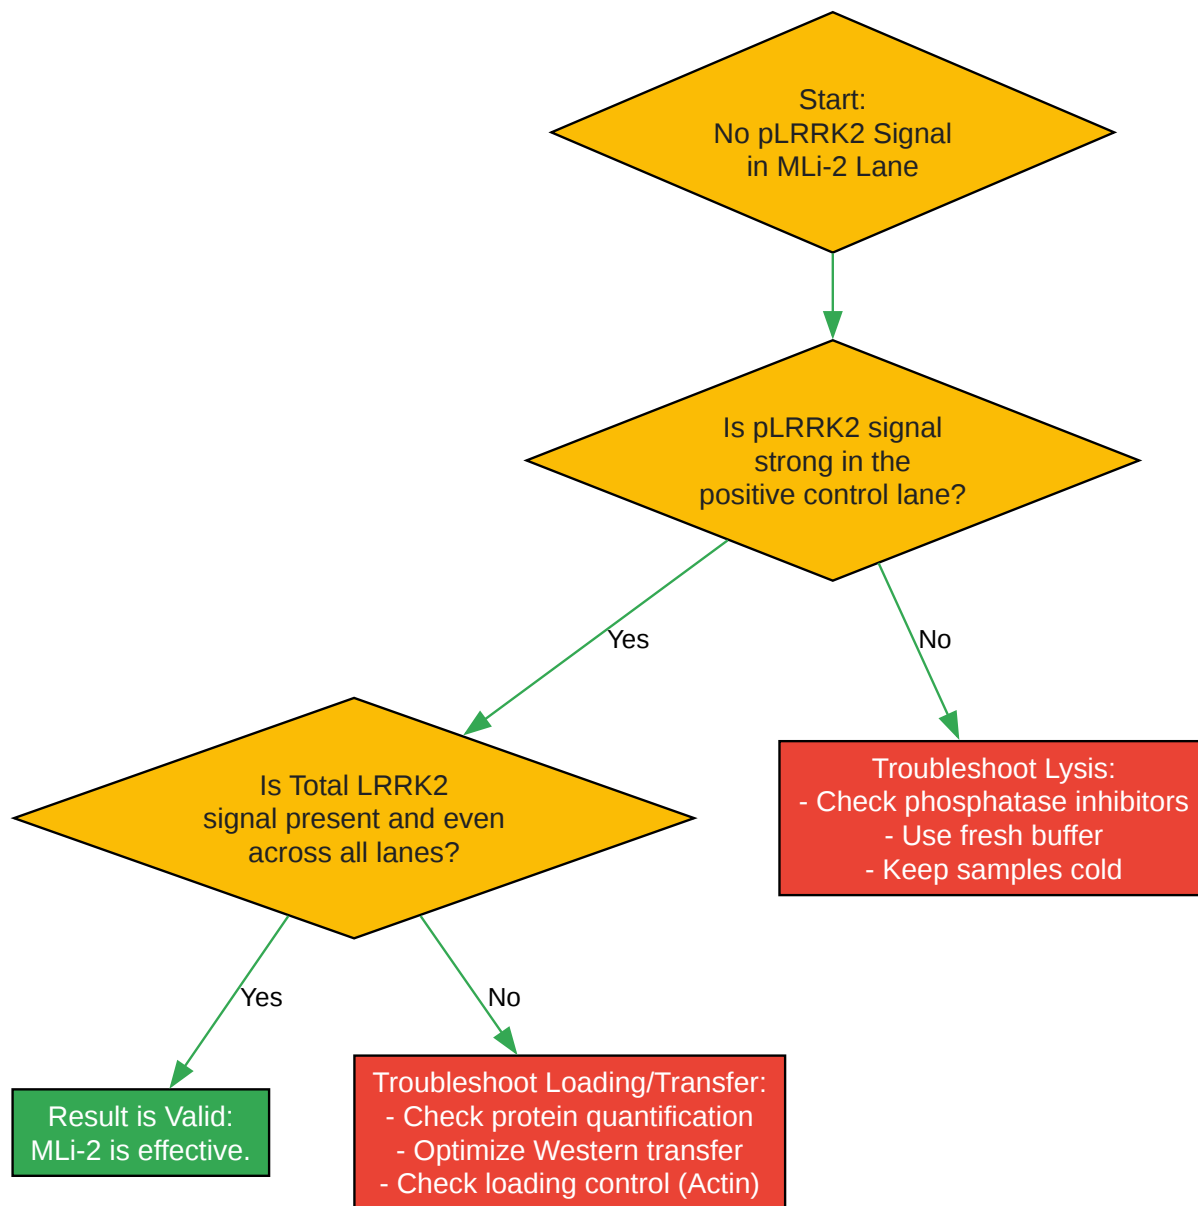 Start:
No pLRRK2 Signal
in MLi-2 Lane
Is pLRRK2 signal
strong in the
positive control lane?
Yes
No
Is Total LRRK2
signal present and even
across all lanes?
Troubleshoot Lysis:
- Check phosphatase inhibitors
- Use fresh buffer
- Keep samples cold
Yes
No
Result is Valid:
MLi-2 is effective.
Troubleshoot Loading/Transfer:
- Check protein quantification
- Optimize Western transfer
- Check loading control (Actin)